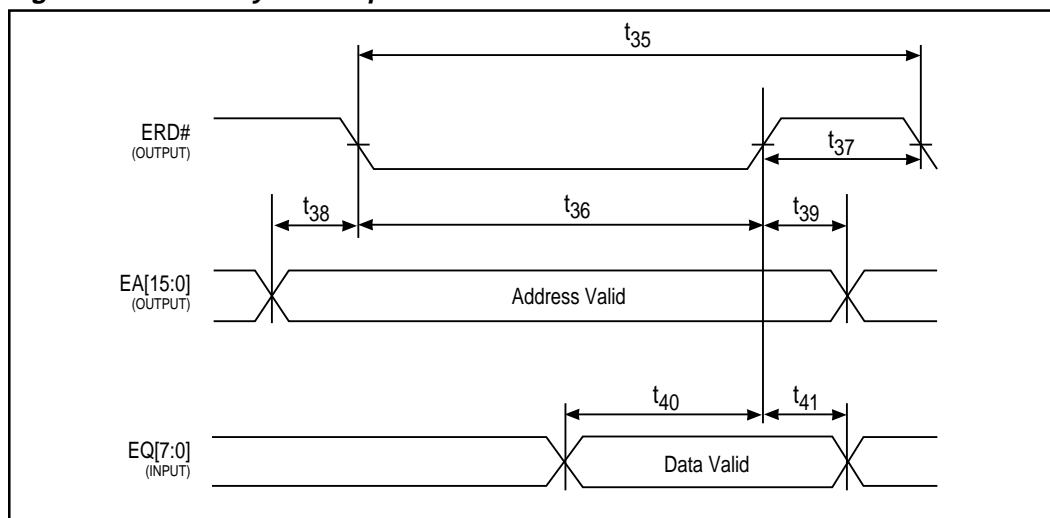 t35
ERD#
(OUTPUT)
t37
t38
t36
t39
EA[15:0]
(OUTPUT)
Address Valid
t40
t41
EQ[7:0]
(INPUT)
Data Valid